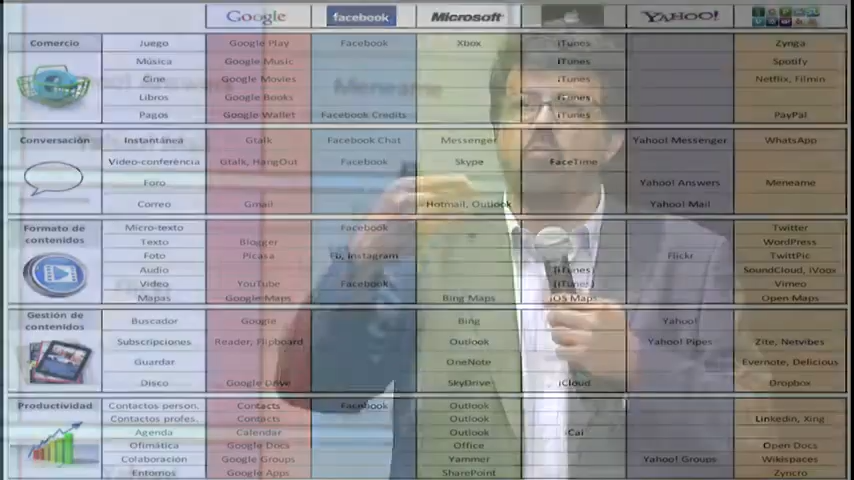 Google facebook Microsoft YAHOO!
Comercio Juego Google Play Facebook Xbox iTunes Zynga
Música Google Music iTunes Spotify
Cine Google Movies iTunes Netflix, Filmin
Libros Google Books iTunes
Pagos Google Wallet Facebook Credits iTunes PayPal
Conversación Instantánea Gtalk Facebook Chat Messenger Yahoo! Messenger WhatsApp
Video-conferència Gtalk, HangOut Facebook Skype FaceTime
Foro Yahoo! Answers Meneame
Correo Gmail Hotmail, Outlook Yahoo! Mail
Formato de contenidos Micro-texto Facebook Twitter
Texto Blogger WordPress
Foto Picasa Fb, Instagram Flickr TwittPic
Audio (iTunes) SoundCloud, iVoox
Video YouTube Facebook (iTunes) Vimeo
Mapas Google Maps Bing Maps iOS Maps Open Maps
Gestión de contenidos Buscador Google Bing Yahoo!
Subscripciones Reader, Flipboard Outlook Yahoo! Pipes Zite, Netvibes
Guardar OneNote Evernote, Delicious
Disco Google Drive SkyDrive iCloud Dropbox
Productividad Contactos person. Contacts Facebook Outlook
Contactos profes. Contacts Outlook Linkedin, Xing
Agenda Calendar Outlook iCal
Ofimática Google Docs Office Open Docs
Colaboración Google Groups Yammer Yahoo! Groups Wikispaces
Entornos Google Apps SharePoint Zyncro
Meneame